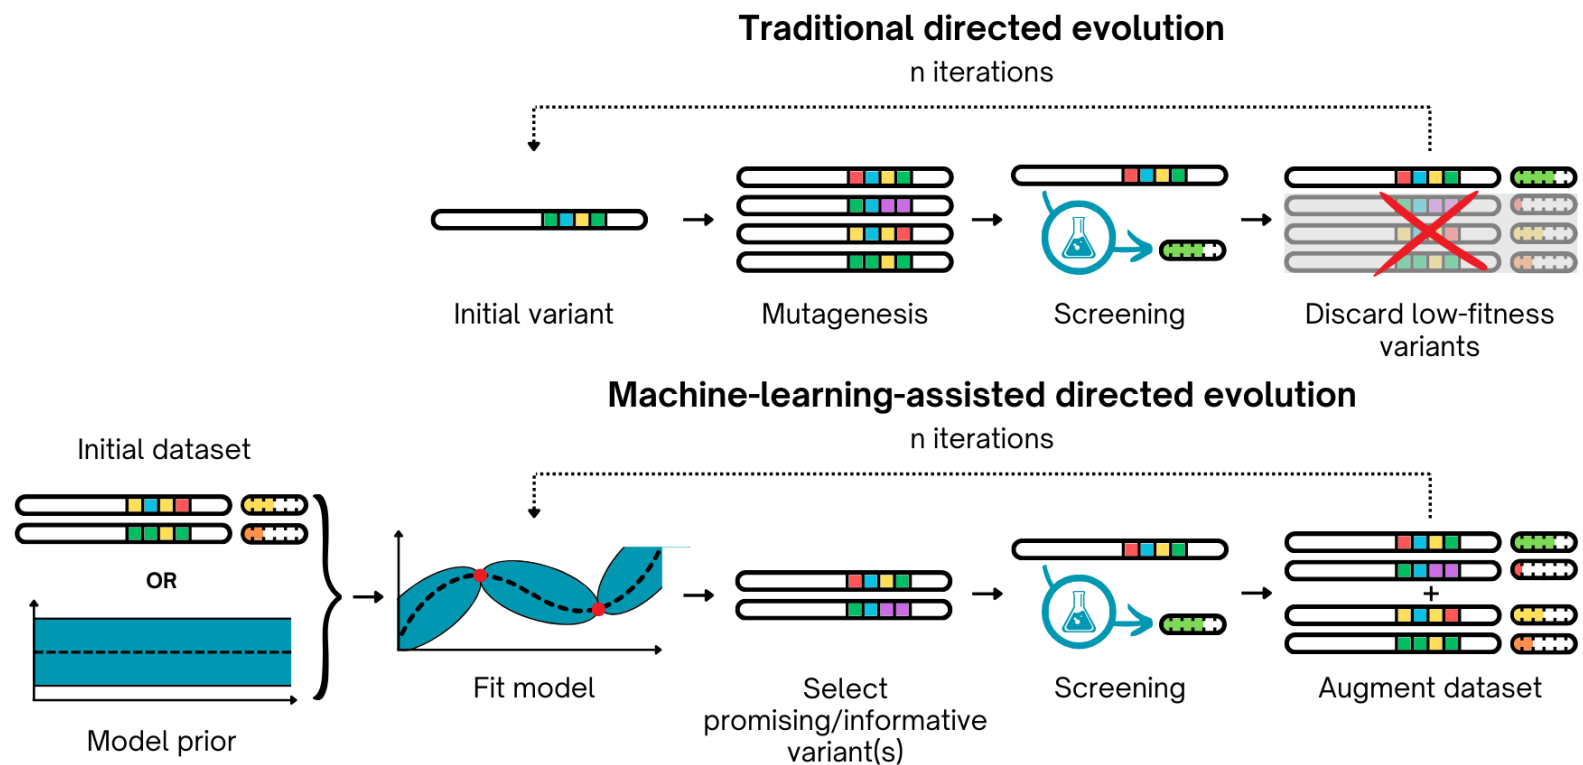 Traditional directed evolution
n iterations
Initial variant
Mutagenesis
Screening
Discard low-fitness
variants
Machine-learning-assisted directed evolution
n iterations
Initial dataset
OR
Model prior
Fit model
Select
promising/informative
variant(s)
Screening
+
Augment dataset